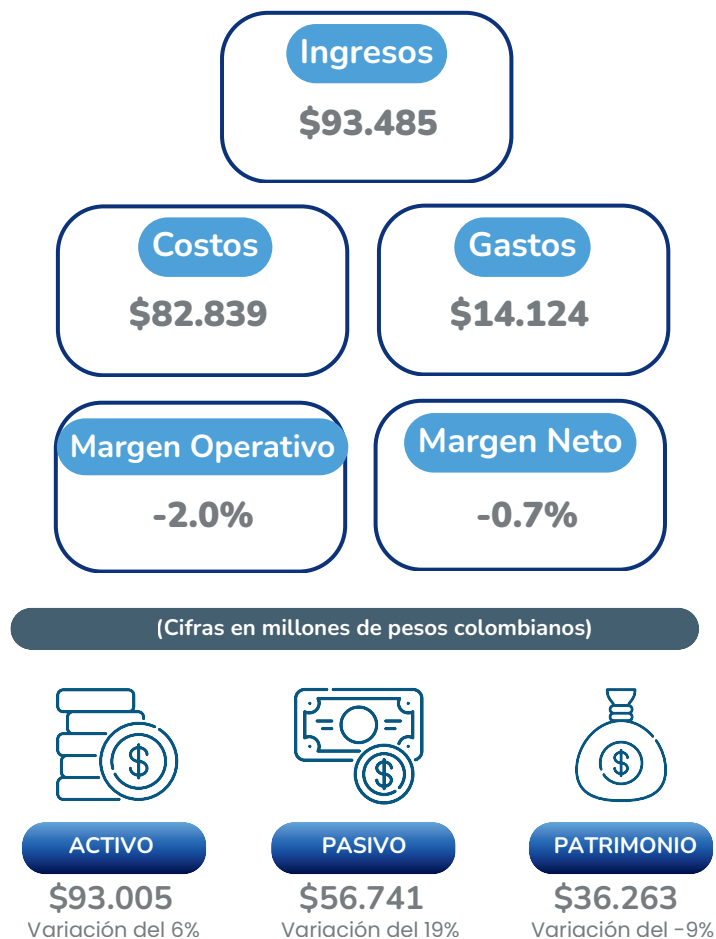 Ingresos
$93.485
Costos
Gastos
$82.839
$14.124
Margen Operativo
Margen Neto
-2.0%
-0.7%
(Cifras en millones de pesos colombianos)
$
$
$
ACTIVO
PASIVO
PATRIMONIO
$93.005
$56.741
$36.263
Variación del 6%
Variación del 19%
Variación del -9%